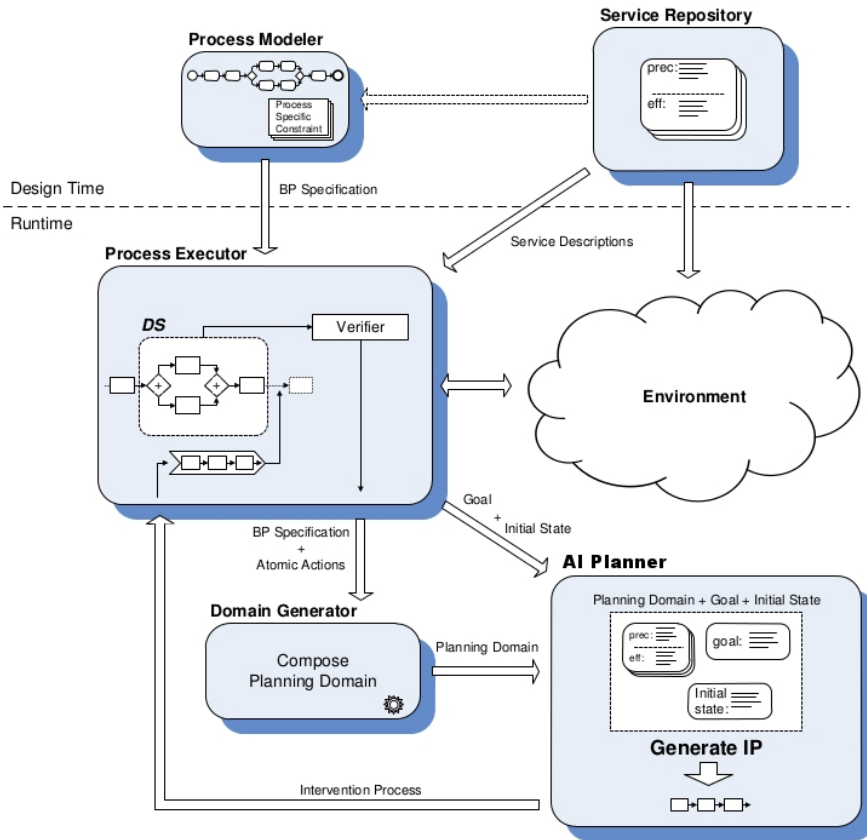 Service Repository
Process Modeler
prec:
eff:
Process
Specific
Constraint
Design Time
BP Specification
Runtime
Service Descriptions
Process Executor
DS
Verifier
+
+
Environment
Goal
+
Initial State
BP Specification
+
Atomic Actions
AI Planner
Domain Generator
Planning Domain + Goal + Initial State
Compose
Planning Domain
Planning Domain
prec:
eff:
goal:
Initial
state:
Generate IP
Intervention Process